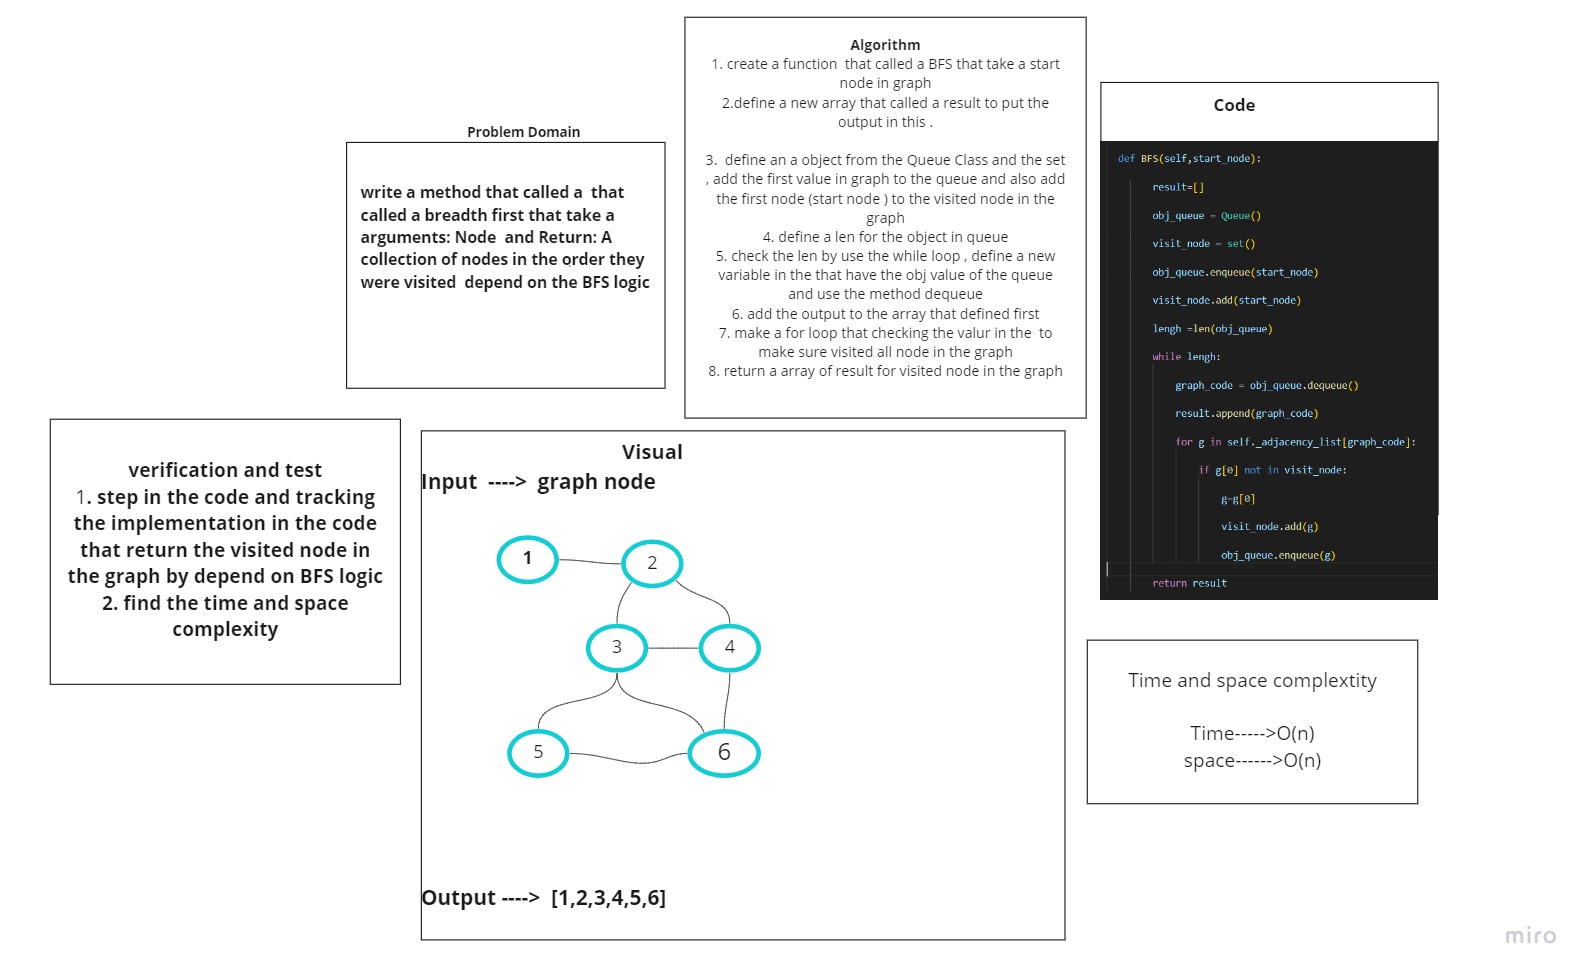 Problem Domain
write a method that called a  that
called a breadth first that take a
arguments: Node  and Return: A
collection of nodes in the order they
were visited  depend on the BFS logic
Algorithm
1. create a function  that called a BFS that take a start
node in graph
2.define a new array that called a result to put the
output in this .
3.  define an a object from the Queue Class and the set
, add the first value in graph to the queue and also add
the first node (start node ) to the visited node in the
graph
4. define a len for the object in queue
5. check the len by use the while loop , define a new
variable in the that have the obj value of the queue
and use the method dequeue
6. add the output to the array that defined first
7. make a for loop that checking the valur in the  to
make sure visited all node in the graph
8. return a array of result for visited node in the graph
Code
def BFS(self,start_node):
result=[]
obj_queue = Queue()
visit_node = set()
obj_queue.enqueue(start_node)
visit_node.add(start_node)
lengh =len(obj_queue)
while lengh:
graph_code = obj_queue.dequeue()
result.append(graph_code)
for g in self._adjacency_list[graph_code]:
if g[0] not in visit_node:
g=g[0]
visit_node.add(g)
obj_queue.enqueue(g)
return result
verification and test
1. step in the code and tracking
the implementation in the code
that return the visited node in
the graph by depend on BFS logic
2. find the time and space
complexity
Visual
Input  ----> graph node
1
2
3
4
5
6
Output ----> [1,2,3,4,5,6]
Time and space complextity
Time----->O(n)
space------>O(n)
miro